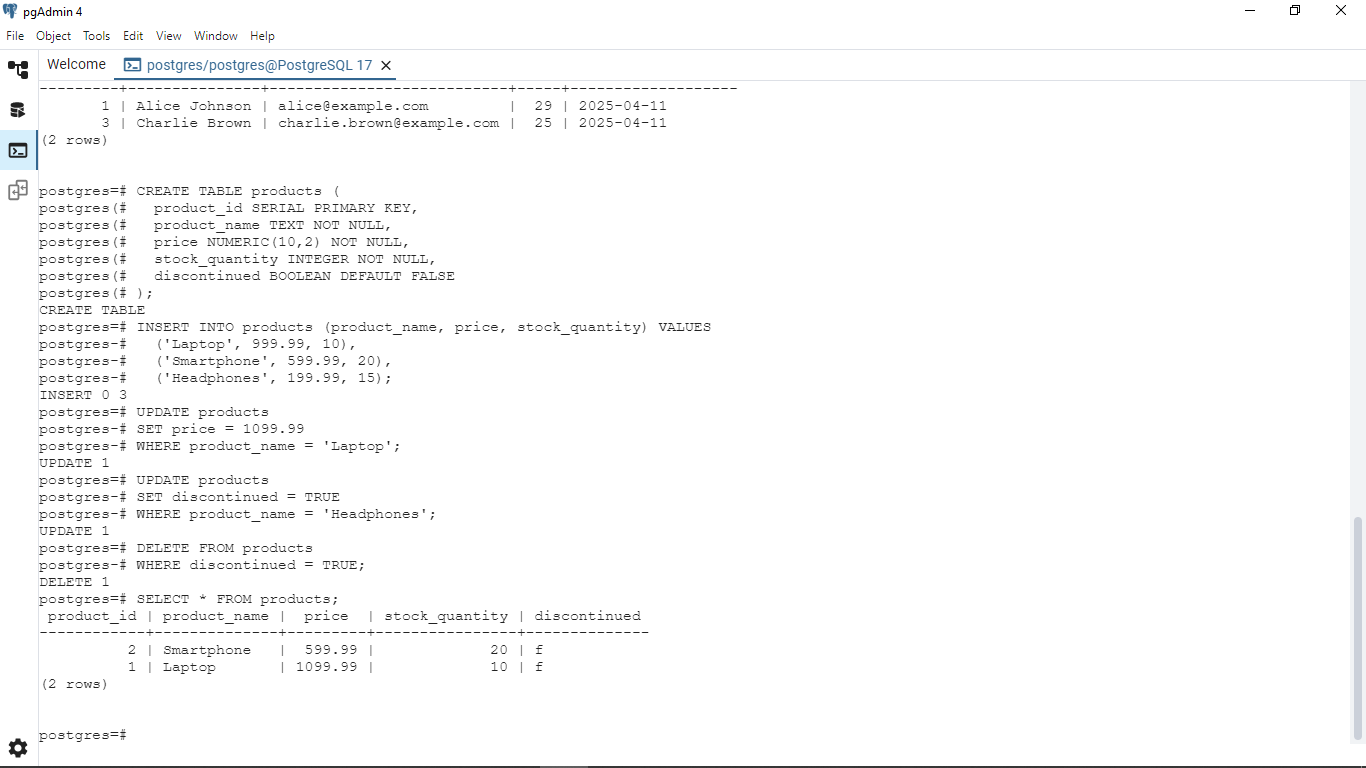 pgAdmin 4
File Object Tools Edit View Window Help
Welcome postgres/postgres@PostgreSQL 17
---------+---------------+---------------------------+-----+-------------------
       1 | Alice Johnson | alice@example.com         |  29 | 2025-04-11
       3 | Charlie Brown | charlie.brown@example.com |  25 | 2025-04-11
(2 rows)
postgres=# CREATE TABLE products (
postgres(#   product_id SERIAL PRIMARY KEY,
postgres(#   product_name TEXT NOT NULL,
postgres(#   price NUMERIC(10,2) NOT NULL,
postgres(#   stock_quantity INTEGER NOT NULL,
postgres(#   discontinued BOOLEAN DEFAULT FALSE
postgres(# );
CREATE TABLE
postgres=# INSERT INTO products (product_name, price, stock_quantity) VALUES
postgres-#   ('Laptop', 999.99, 10),
postgres-#   ('Smartphone', 599.99, 20),
postgres-#   ('Headphones', 199.99, 15);
INSERT 0 3
postgres=# UPDATE products
postgres-# SET price = 1099.99
postgres-# WHERE product_name = 'Laptop';
UPDATE 1
postgres=# UPDATE products
postgres-# SET discontinued = TRUE
postgres-# WHERE product_name = 'Headphones';
UPDATE 1
postgres=# DELETE FROM products
postgres-# WHERE discontinued = TRUE;
DELETE 1
postgres=# SELECT * FROM products;
 product_id | product_name |  price  | stock_quantity | discontinued
------------+--------------+---------+----------------+--------------
          2 | Smartphone   |  599.99 |             20 | f
          1 | Laptop       | 1099.99 |             10 | f
(2 rows)
postgres=#